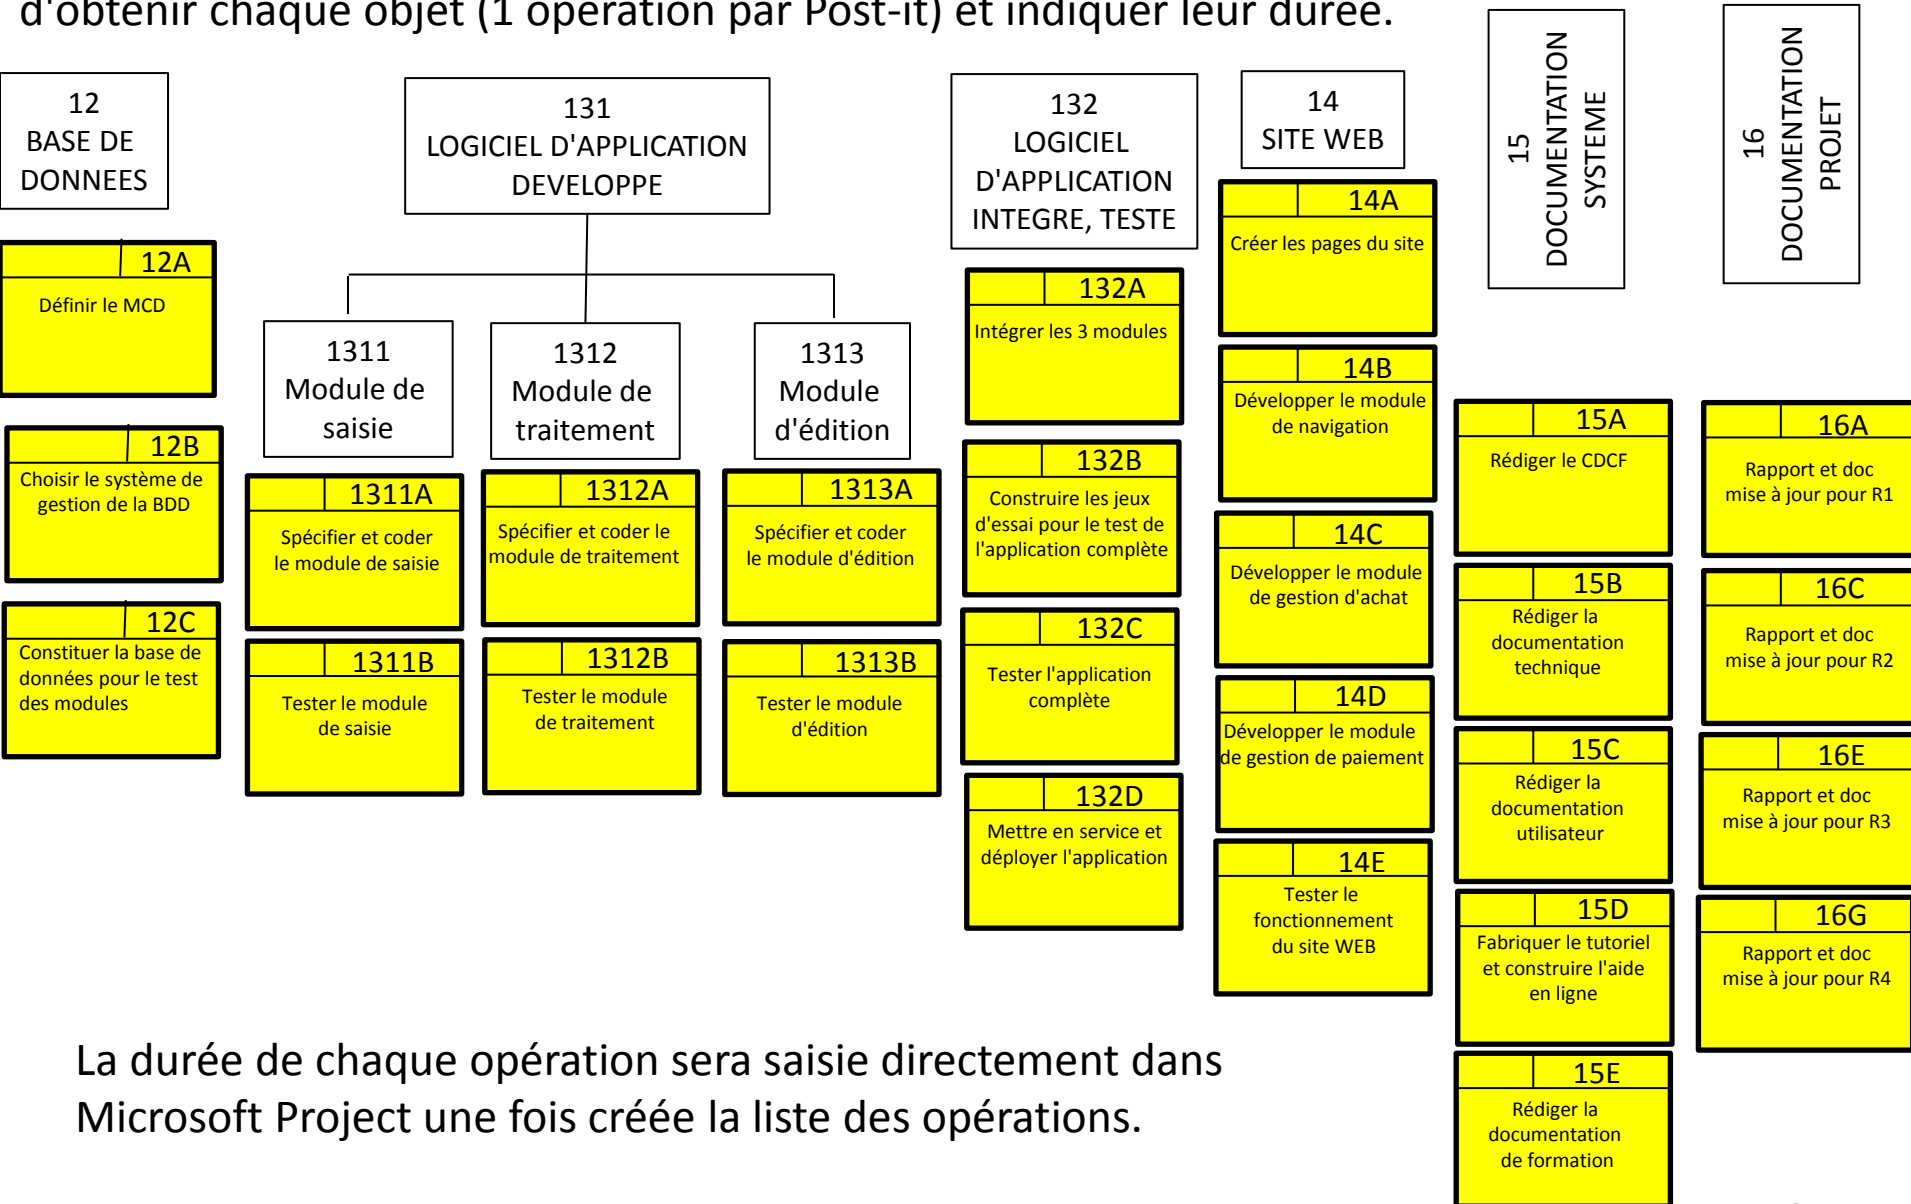 d'obtenir chaque objet (1 opération par Post-it) et indiquer leur durée.
12
BASE DE
DONNEES
12A
Définir le MCD
12B
Choisir le système de
gestion de la BDD
12C
Constituer la base de
données pour le test
des modules
131
LOGICIEL D'APPLICATION
DEVELOPPE
1311
Module de
saisie
1311A
Spécifier et coder
le module de saisie
1311B
Tester le module
de saisie
1312
Module de
traitement
1312A
Spécifier et coder le
module de traitement
1312B
Tester le module
de traitement
1313
Module
d'édition
1313A
Spécifier et coder
le module d'édition
1313B
Tester le module
d'édition
132
LOGICIEL
D'APPLICATION
INTEGRE, TESTE
132A
Intégrer les 3 modules
132B
Construire les jeux
d'essai pour le test de
l'application complète
132C
Tester l'application
complète
132D
Mettre en service et
déployer l'application
14
SITE WEB
14A
Créer les pages du site
14B
Développer le module
de navigation
14C
Développer le module
de gestion d'achat
14D
Développer le module
de gestion de paiement
14E
Tester le
fonctionnement
du site WEB
15
DOCUMENTATION
SYSTEME
15A
Rédiger le CDCF
15B
Rédiger la
documentation
technique
15C
Rédiger la
documentation
utilisateur
15D
Fabriquer le tutoriel
et construire l'aide
en ligne
15E
Rédiger la
documentation
de formation
16
DOCUMENTATION
PROJET
16A
Rapport et doc
mise à jour pour R1
16C
Rapport et doc
mise à jour pour R2
16E
Rapport et doc
mise à jour pour R3
16G
Rapport et doc
mise à jour pour R4
La durée de chaque opération sera saisie directement dans
Microsoft Project une fois créée la liste des opérations.